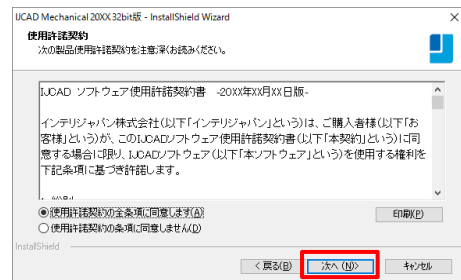 IJCAD Mechanical 20XX 32bit版 - InstallShield Wizard
使用許諾契約
次の製品使用許諾契約を注意深くお読みください。
IJCAD ソフトウェア使用許諾契約書 -20XX年XX月XX日版-
インテリジャパン株式会社(以下「インテリジャパン」という)は、ご購入者様(以下「お
客様」という)が、このIJCADソフトウェア使用許諾契約書(以下「本契約」という)に同
意する場合に限り、IJCADソフトウェア(以下「本ソフトウェア」という)を使用する権利を
下記条項に基づき許諾します。
使用許諾契約の全条項に同意します(A)
印刷(P)
使用許諾契約の条項に同意しません(D)
InstallShield
< 戻る(B)
次へ (N)>
キャンセル